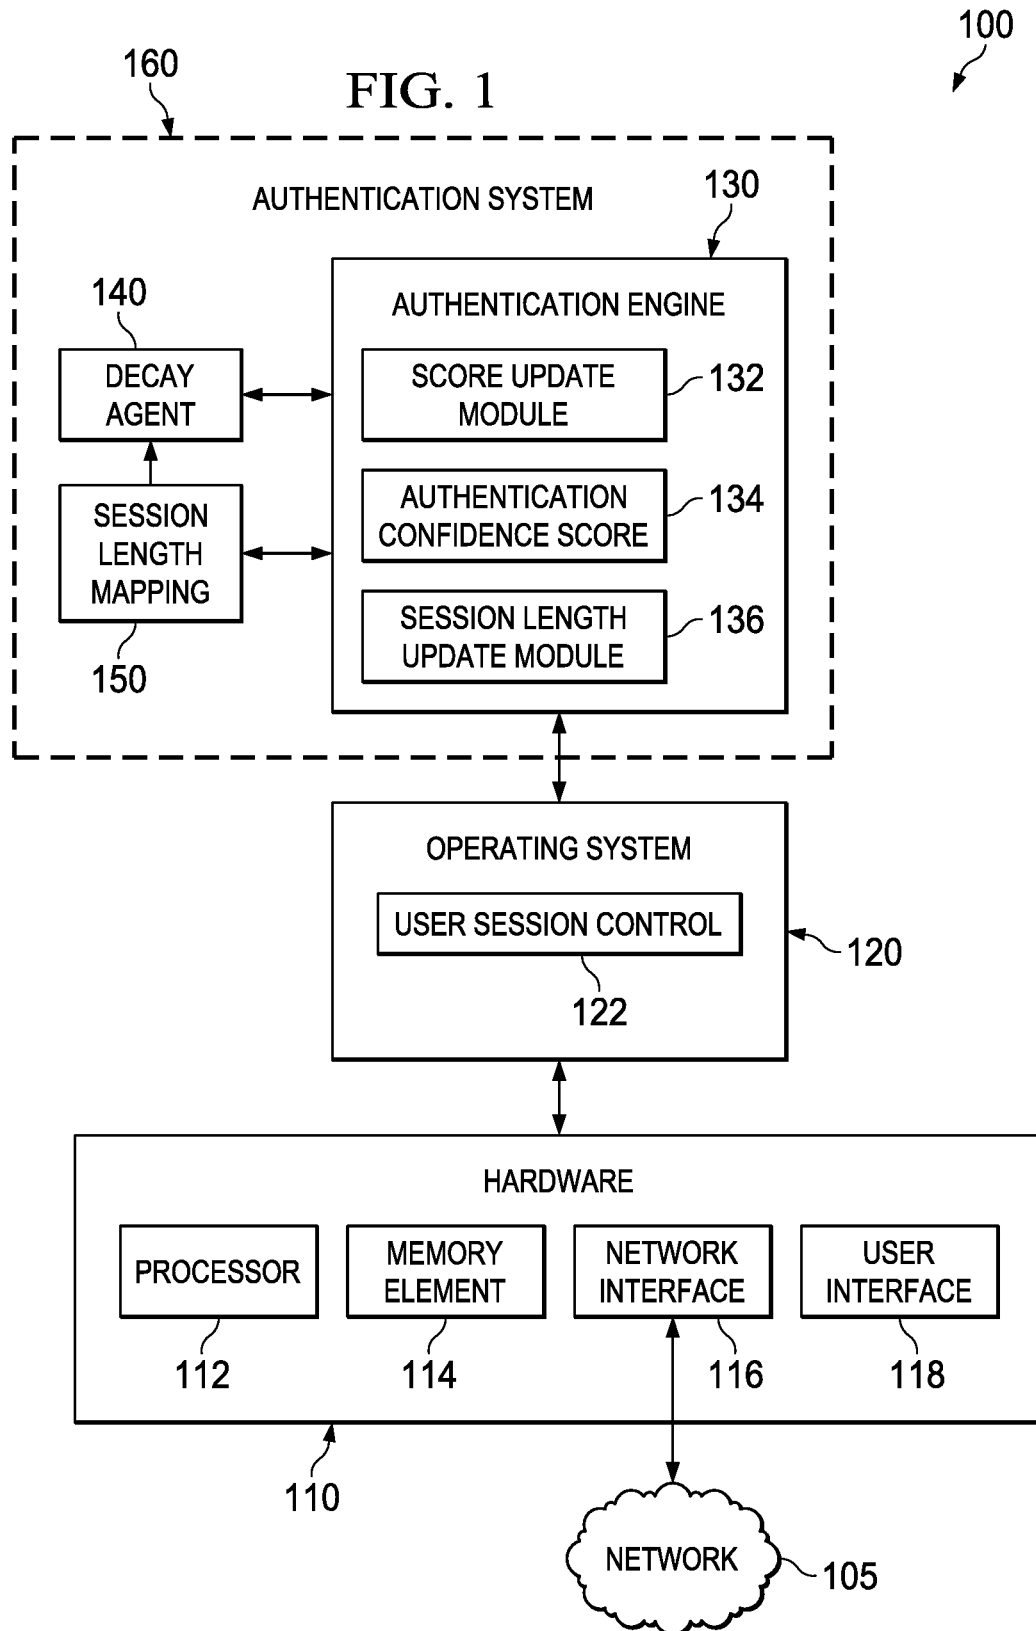 100
160
FIG. 1
AUTHENTICATION SYSTEM
130
AUTHENTICATION ENGINE
140
DECAY
AGENT
SCORE UPDATE
MODULE
132
SESSION
LENGTH
MAPPING
AUTHENTICATION
CONFIDENCE SCORE
134
150
SESSION LENGTH
UPDATE MODULE
136
OPERATING SYSTEM
USER SESSION CONTROL
120
122
HARDWARE
PROCESSOR
MEMORY
ELEMENT
NETWORK
INTERFACE
USER
INTERFACE
112
114
116
118
110
NETWORK
105